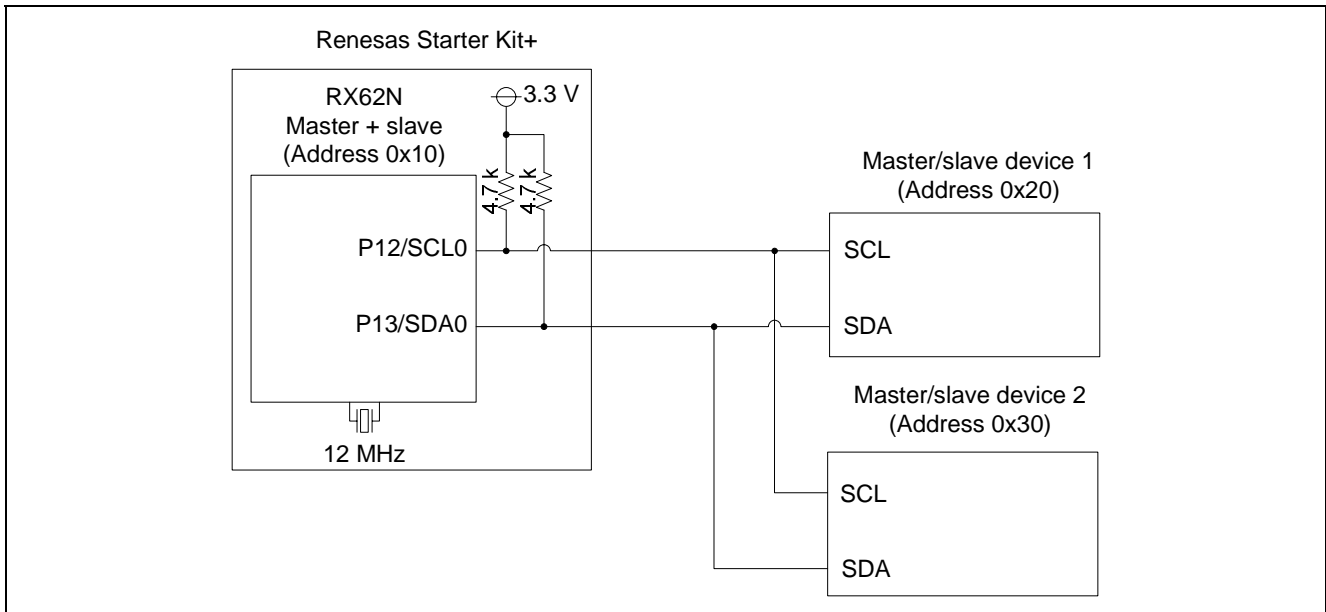 Renesas Starter Kit+
RX62N
Master + slave
(Address 0x10)
3.3 V
4.7 k
4.7 k
P12/SCL0
P13/SDA0
12 MHz
Master/slave device 1
(Address 0x20)
SCL
SDA
Master/slave device 2
(Address 0x30)
SCL
SDA